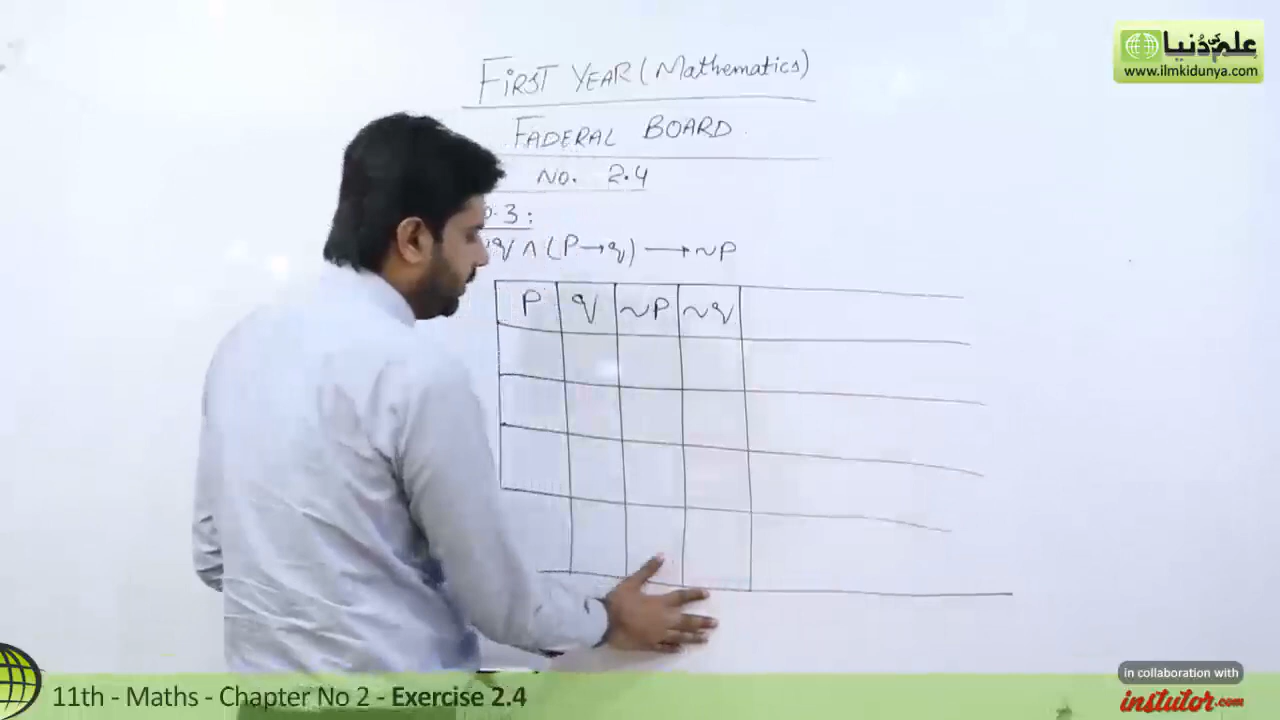 علم کی دنیا
www.ilmkidunya.com
FIRST YEAR (Mathematics)
FADERAL BOARD
No. 2.4
o.3:
q ∧ (P → q) → ~P
P q ~P ~q
11th - Maths - Chapter No 2 - Exercise 2.4
in collaboration with
instutor.com